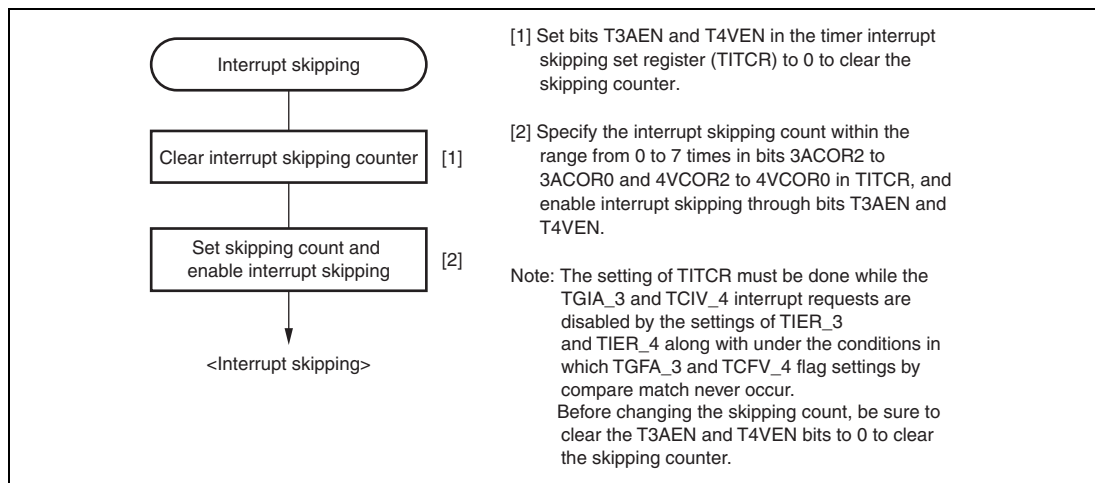 Interrupt skipping
Clear interrupt skipping counter
[1]
Set skipping count and
enable interrupt skipping
[2]
<Interrupt skipping>
[1] Set bits T3AEN and T4VEN in the timer interrupt
skipping set register (TITCR) to 0 to clear the
skipping counter.
[2] Specify the interrupt skipping count within the
range from 0 to 7 times in bits 3ACOR2 to
3ACOR0 and 4VCOR2 to 4VCOR0 in TITCR, and
enable interrupt skipping through bits T3AEN and
T4VEN.
Note: The setting of TITCR must be done while the
TGIA_3 and TCIV_4 interrupt requests are
disabled by the settings of TIER_3
and TIER_4 along with under the conditions in
which TGFA_3 and TCFV_4 flag settings by
compare match never occur.
Before changing the skipping count, be sure to
clear the T3AEN and T4VEN bits to 0 to clear
the skipping counter.